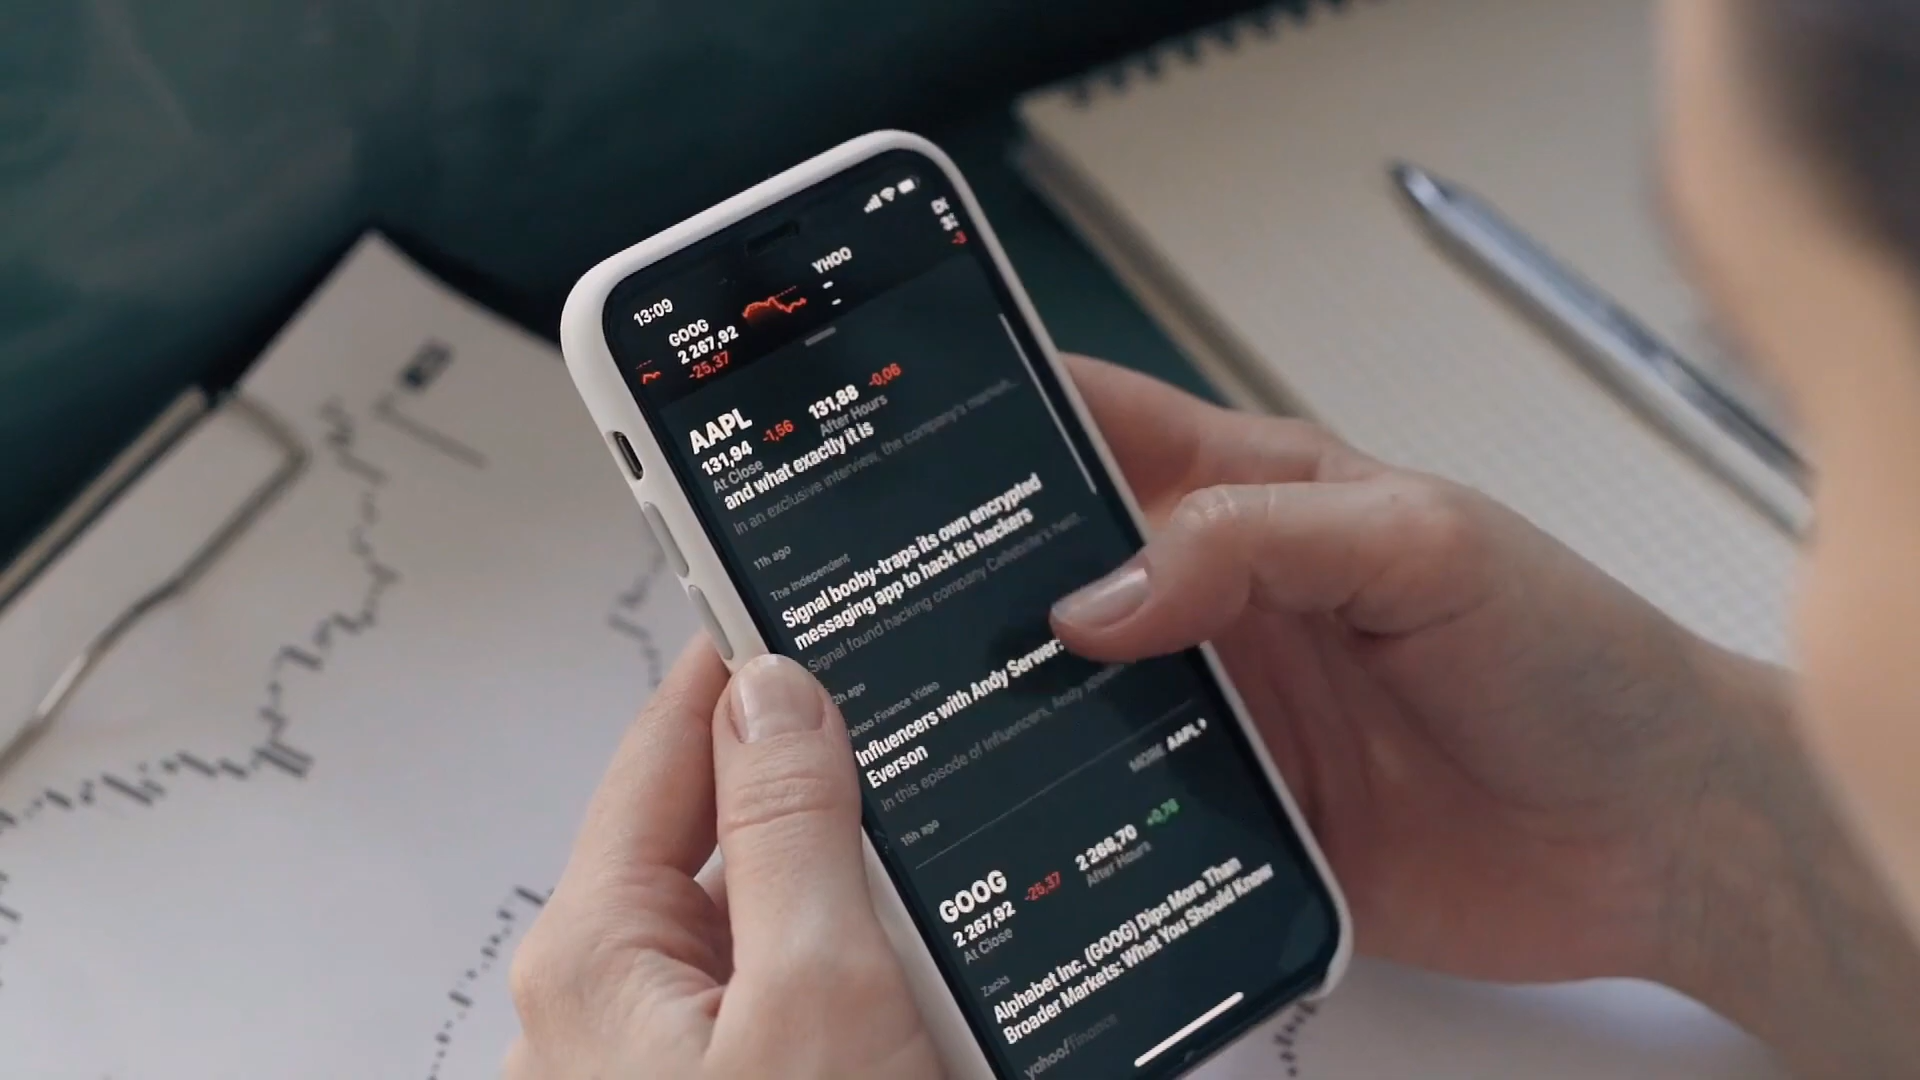 13:09
GOOG
2 267,92
-25,37
YHOO
-
-
AAPL
131,94 -1,56
At Close
131,88 -0,06
After Hours
and what exactly it is
In an exclusive interview, the company's market...
11h ago
The Independent
Signal booby-traps its own encrypted
messaging app to hack its hackers
Signal found hacking company Cellebrite's
2h ago
Yahoo Finance Video
Influencers with Andy Serwer:
Everson
In this episode of Influencers, Andy
15h ago
MORE AAPL
GOOG
2 267,92 -25,37
At Close
2 268,70 +0,78
After Hours
Zacks
Alphabet Inc. (GOOG) Dips More Than
Broader Markets: What You Should Know
yahoo/finance